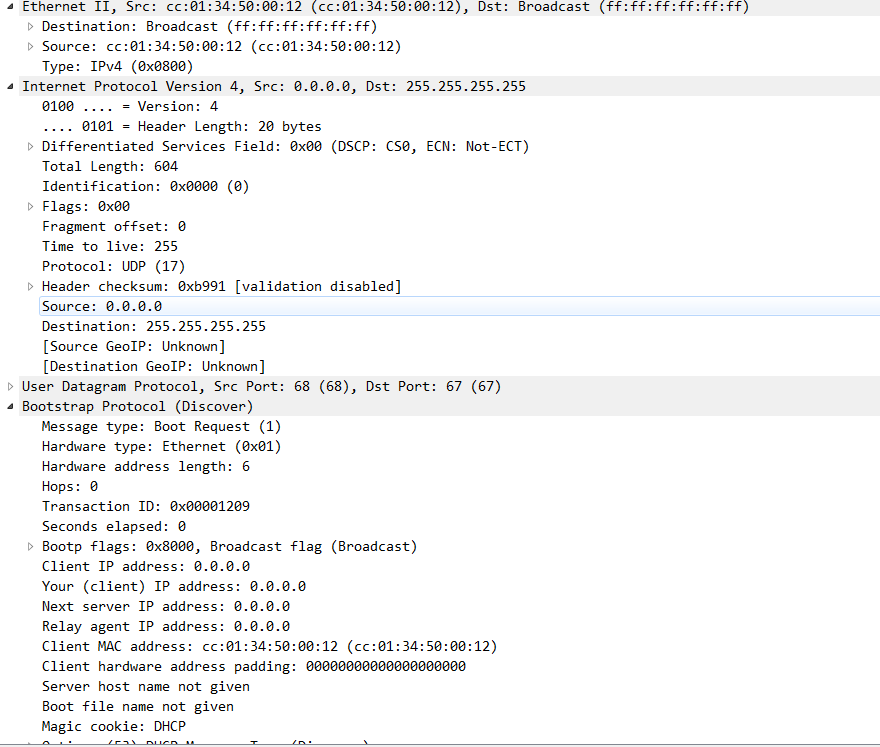 Ethernet II, Src: cc:01:34:50:00:12 (cc:01:34:50:00:12), Dst: Broadcast (ff:ff:ff:ff:ff:ff)
Destination: Broadcast (ff:ff:ff:ff:ff:ff)
Source: cc:01:34:50:00:12 (cc:01:34:50:00:12)
Type: IPv4 (0x0800)
Internet Protocol Version 4, Src: 0.0.0.0, Dst: 255.255.255.255
0100 .... = Version: 4
.... 0101 = Header Length: 20 bytes
Differentiated Services Field: 0x00 (DSCP: CS0, ECN: Not-ECT)
Total Length: 604
Identification: 0x0000 (0)
Flags: 0x00
Fragment offset: 0
Time to live: 255
Protocol: UDP (17)
Header checksum: 0xb991 [validation disabled]
Source: 0.0.0.0
Destination: 255.255.255.255
[Source GeoIP: Unknown]
[Destination GeoIP: Unknown]
User Datagram Protocol, Src Port: 68 (68), Dst Port: 67 (67)
Bootstrap Protocol (Discover)
Message type: Boot Request (1)
Hardware type: Ethernet (0x01)
Hardware address length: 6
Hops: 0
Transaction ID: 0x00001209
Seconds elapsed: 0
Bootp flags: 0x8000, Broadcast flag (Broadcast)
Client IP address: 0.0.0.0
Your (client) IP address: 0.0.0.0
Next server IP address: 0.0.0.0
Relay agent IP address: 0.0.0.0
Client MAC address: cc:01:34:50:00:12 (cc:01:34:50:00:12)
Client hardware address padding: 00000000000000000000
Server host name not given
Boot file name not given
Magic cookie: DHCP